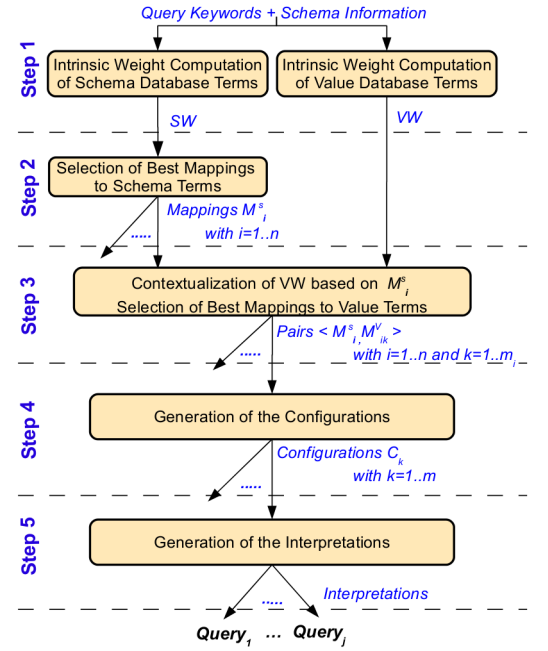 Query Keywords + Schema Information
Step 1
Intrinsic Weight Computation
of Schema Database Terms
Intrinsic Weight Computation
of Value Database Terms
SW
VW
Step 2
Selection of Best Mappings
to Schema Terms
Mappings M^s_i
with i=1..n
.....
Step 3
Contextualization of VW based on M^s_i
Selection of Best Mappings to Value Terms
Pairs < M^s_i, M^V_ik >
with i=1..n and k=1..m_i
.....
Step 4
Generation of the Configurations
Configurations C_k
with k=1..m
.....
Step 5
Generation of the Interpretations
Interpretations
.....
Query_1 ... Query_j